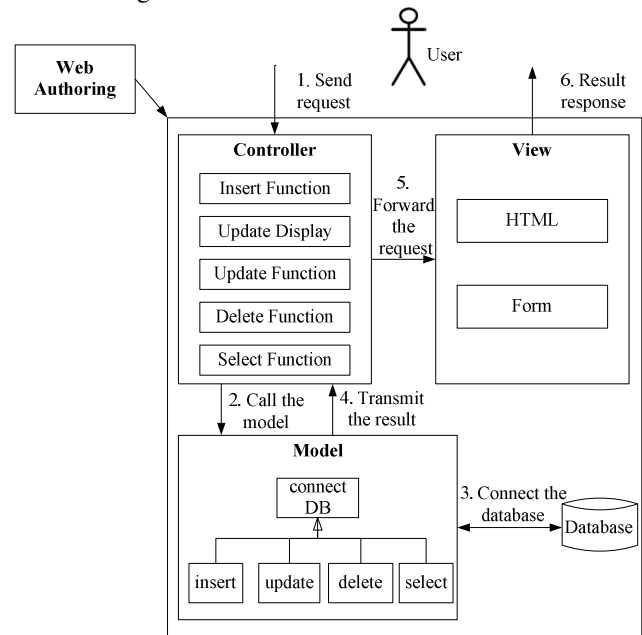 User
Web
Authoring
1. Send
request
6. Result
response
Controller
Insert Function
Update Display
Update Function
Delete Function
Select Function
5.
Forward
the
request
View
HTML
Form
2. Call the
model
4. Transmit
the result
Model
connect
DB
insert
update
delete
select
3. Connect the
database
Database